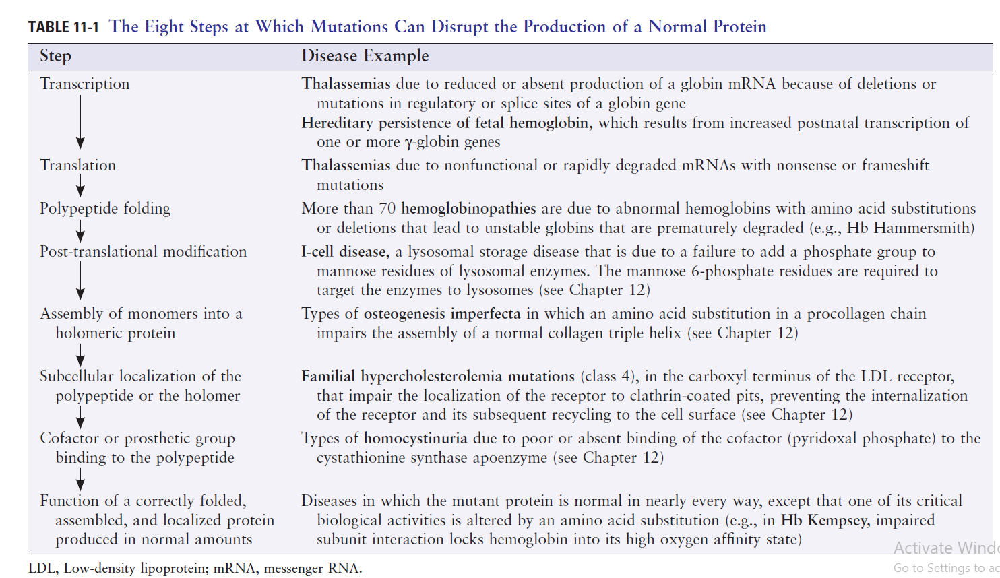 TABLE 11-1 The Eight Steps at Which Mutations Can Disrupt the Production of a Normal Protein
Step Disease Example
Transcription Thalassemias due to reduced or absent production of a globin mRNA because of deletions or
mutations in regulatory or splice sites of a globin gene
Hereditary persistence of fetal hemoglobin, which results from increased postnatal transcription of
one or more γ-globin genes
Translation Thalassemias due to nonfunctional or rapidly degraded mRNAs with nonsense or frameshift
mutations
Polypeptide folding More than 70 hemoglobinopathies are due to abnormal hemoglobins with amino acid substitutions
or deletions that lead to unstable globins that are prematurely degraded (e.g., Hb Hammersmith)
Post-translational modification I-cell disease, a lysosomal storage disease that is due to a failure to add a phosphate group to
mannose residues of lysosomal enzymes. The mannose 6-phosphate residues are required to
target the enzymes to lysosomes (see Chapter 12)
Assembly of monomers into a Types of osteogenesis imperfecta in which an amino acid substitution in a procollagen chain
holomeric protein impairs the assembly of a normal collagen triple helix (see Chapter 12)
Subcellular localization of the Familial hypercholesterolemia mutations (class 4), in the carboxyl terminus of the LDL receptor,
polypeptide or the holomer that impair the localization of the receptor to clathrin-coated pits, preventing the internalization
of the receptor and its subsequent recycling to the cell surface (see Chapter 12)
Cofactor or prosthetic group Types of homocystinuria due to poor or absent binding of the cofactor (pyridoxal phosphate) to the
binding to the polypeptide cystathionine synthase apoenzyme (see Chapter 12)
Function of a correctly folded, Diseases in which the mutant protein is normal in nearly every way, except that one of its critical
assembled, and localized protein biological activities is altered by an amino acid substitution (e.g., in Hb Kempsey, impaired
produced in normal amounts subunit interaction locks hemoglobin into its high oxygen affinity state)
LDL, Low-density lipoprotein; mRNA, messenger RNA.
Activate Windo
Go to Settings to ac